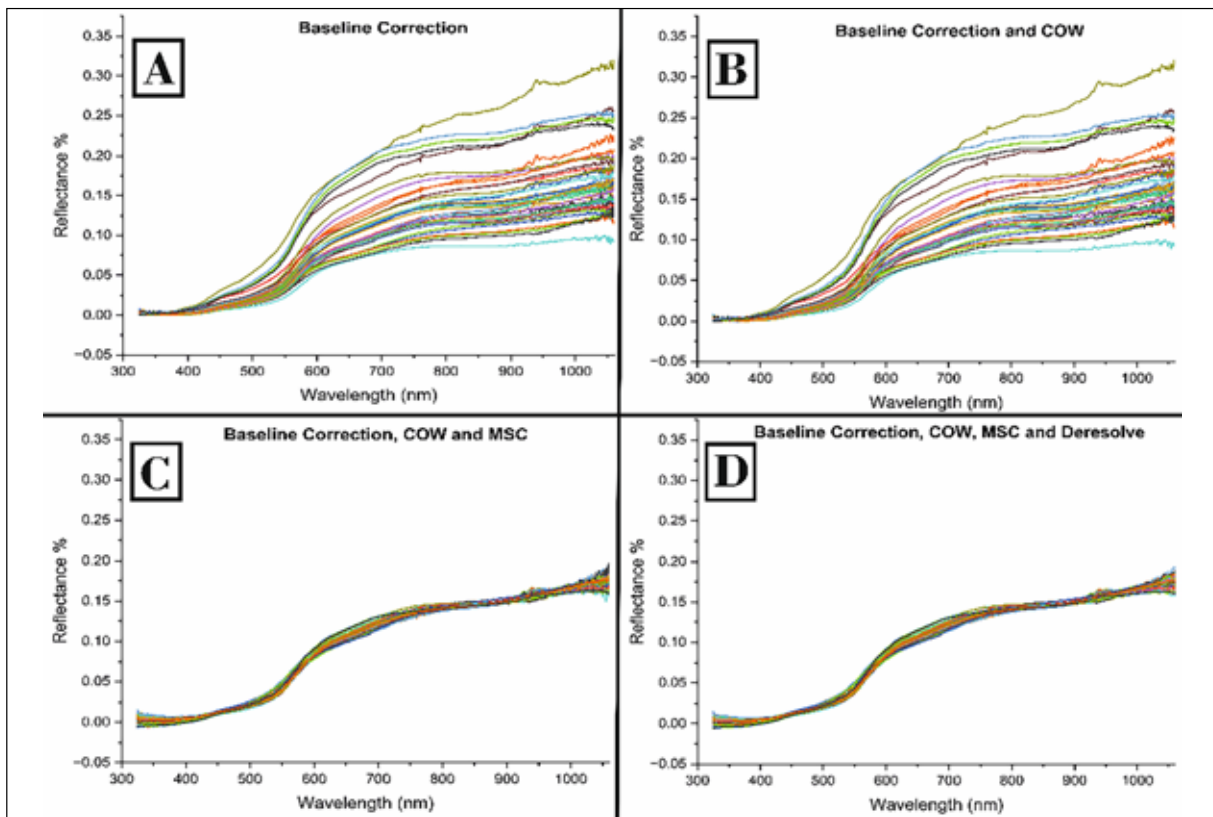 Baseline Correction
A
0.35
0.30
0.25
0.20
0.15
0.10
0.05
0.00
−0.05
Reflectance %
300 400 500 600 700 800 900 1000
Wavelength (nm)
Baseline Correction and COW
B
0.35
0.30
0.25
0.20
0.15
0.10
0.05
0.00
−0.05
Reflectance %
300 400 500 600 700 800 900 1000
Wavelength (nm)
Baseline Correction, COW and MSC
C
0.35
0.30
0.25
0.20
0.15
0.10
0.05
0.00
−0.05
Reflectance %
300 400 500 600 700 800 900 1000
Wavelength (nm)
Baseline Correction, COW, MSC and Deresolve
D
0.35
0.30
0.25
0.20
0.15
0.10
0.05
0.00
−0.05
Reflectance %
300 400 500 600 700 800 900 1000
Wavelength (nm)